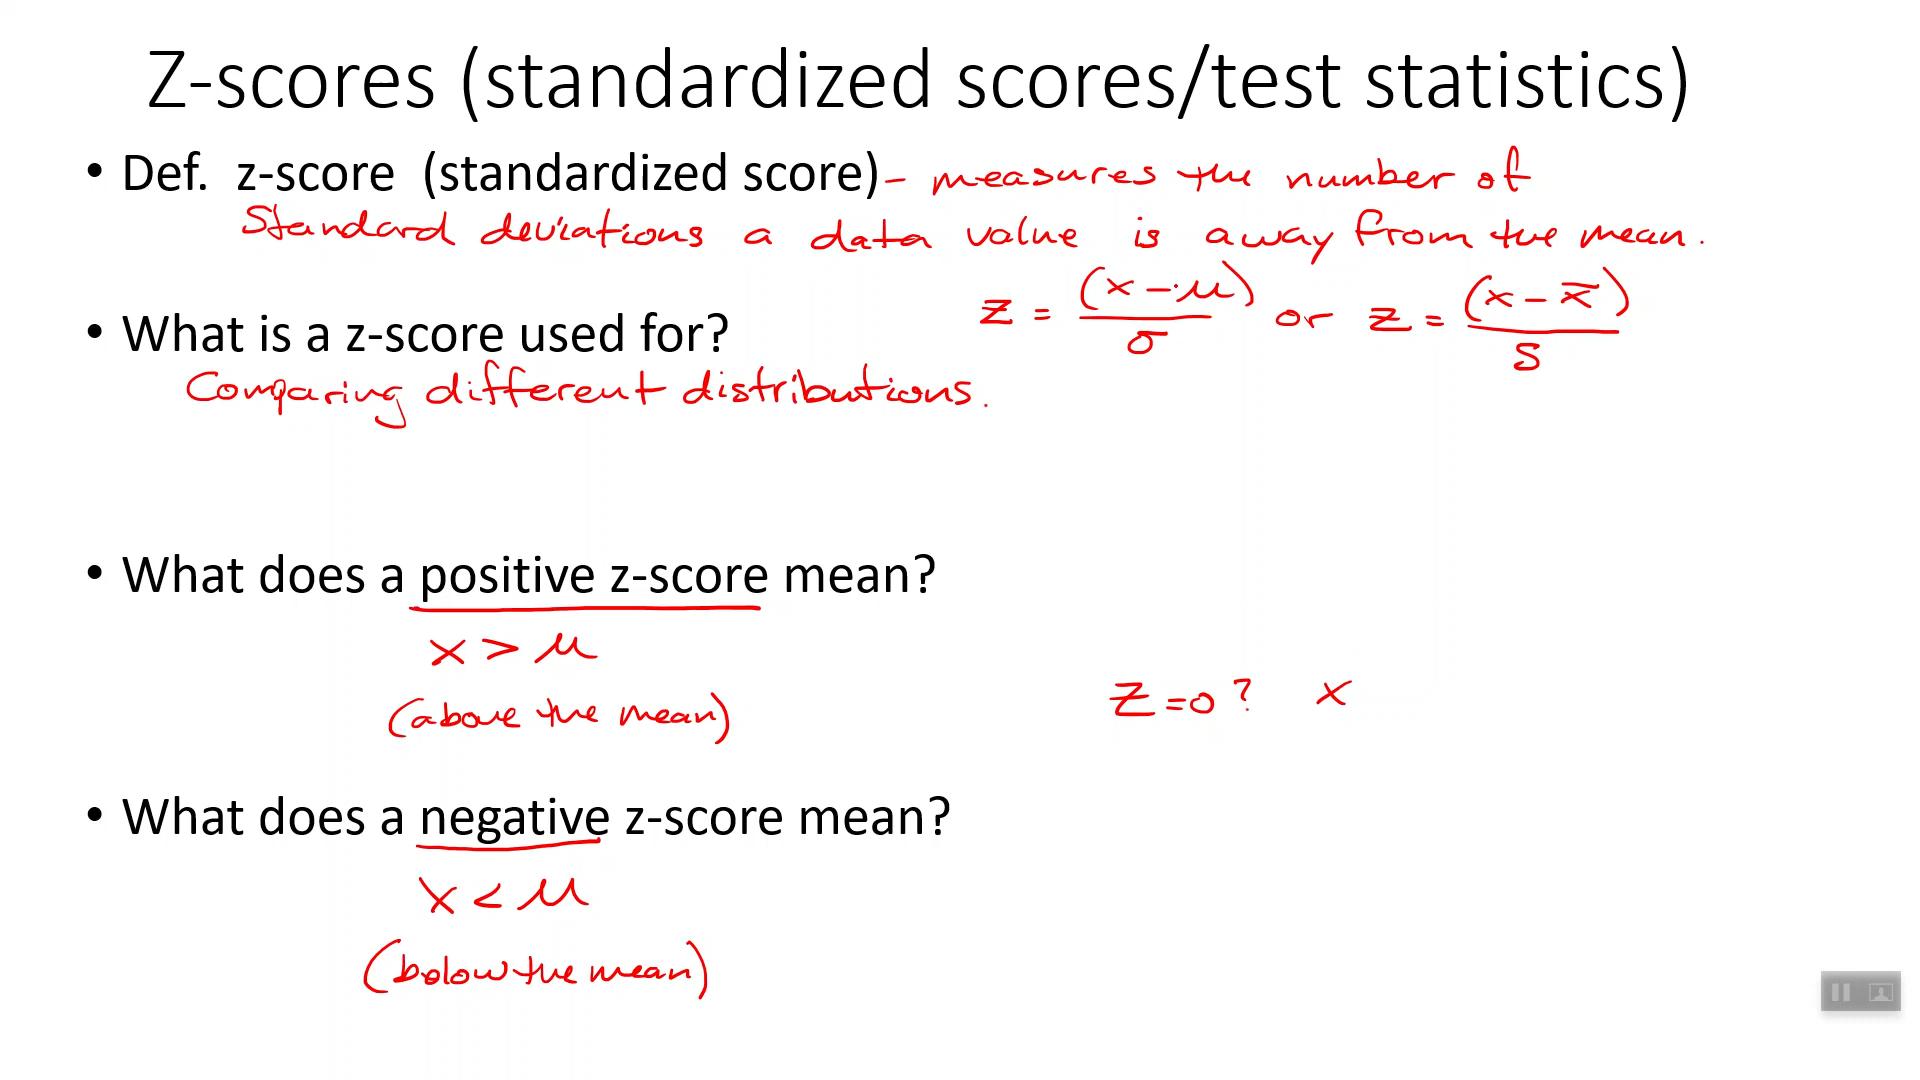 Z-scores (standardized scores/test statistics)
• Def. z-score (standardized score) - measures the number of
Standard deviations a data value is away from the mean.
z = (x - μ) / σ or z = (x - x̅) / s
• What is a z-score used for?
Comparing different distributions.
• What does a positive z-score mean?
x > μ
(above the mean)
z = 0? x
• What does a negative z-score mean?
x < μ
(below the mean)